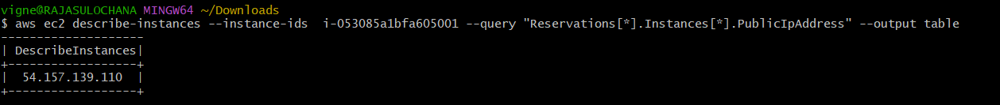 vigne@RAJASULOCHANA MINGW64 ~/Downloads
$ aws ec2 describe-instances --instance-ids  i-053085a1bfa605001 --query "Reservations[*].Instances[*].PublicIpAddress" --output table
-------------------
| DescribeInstances|
+------------------+
|  54.157.139.110  |
+------------------+